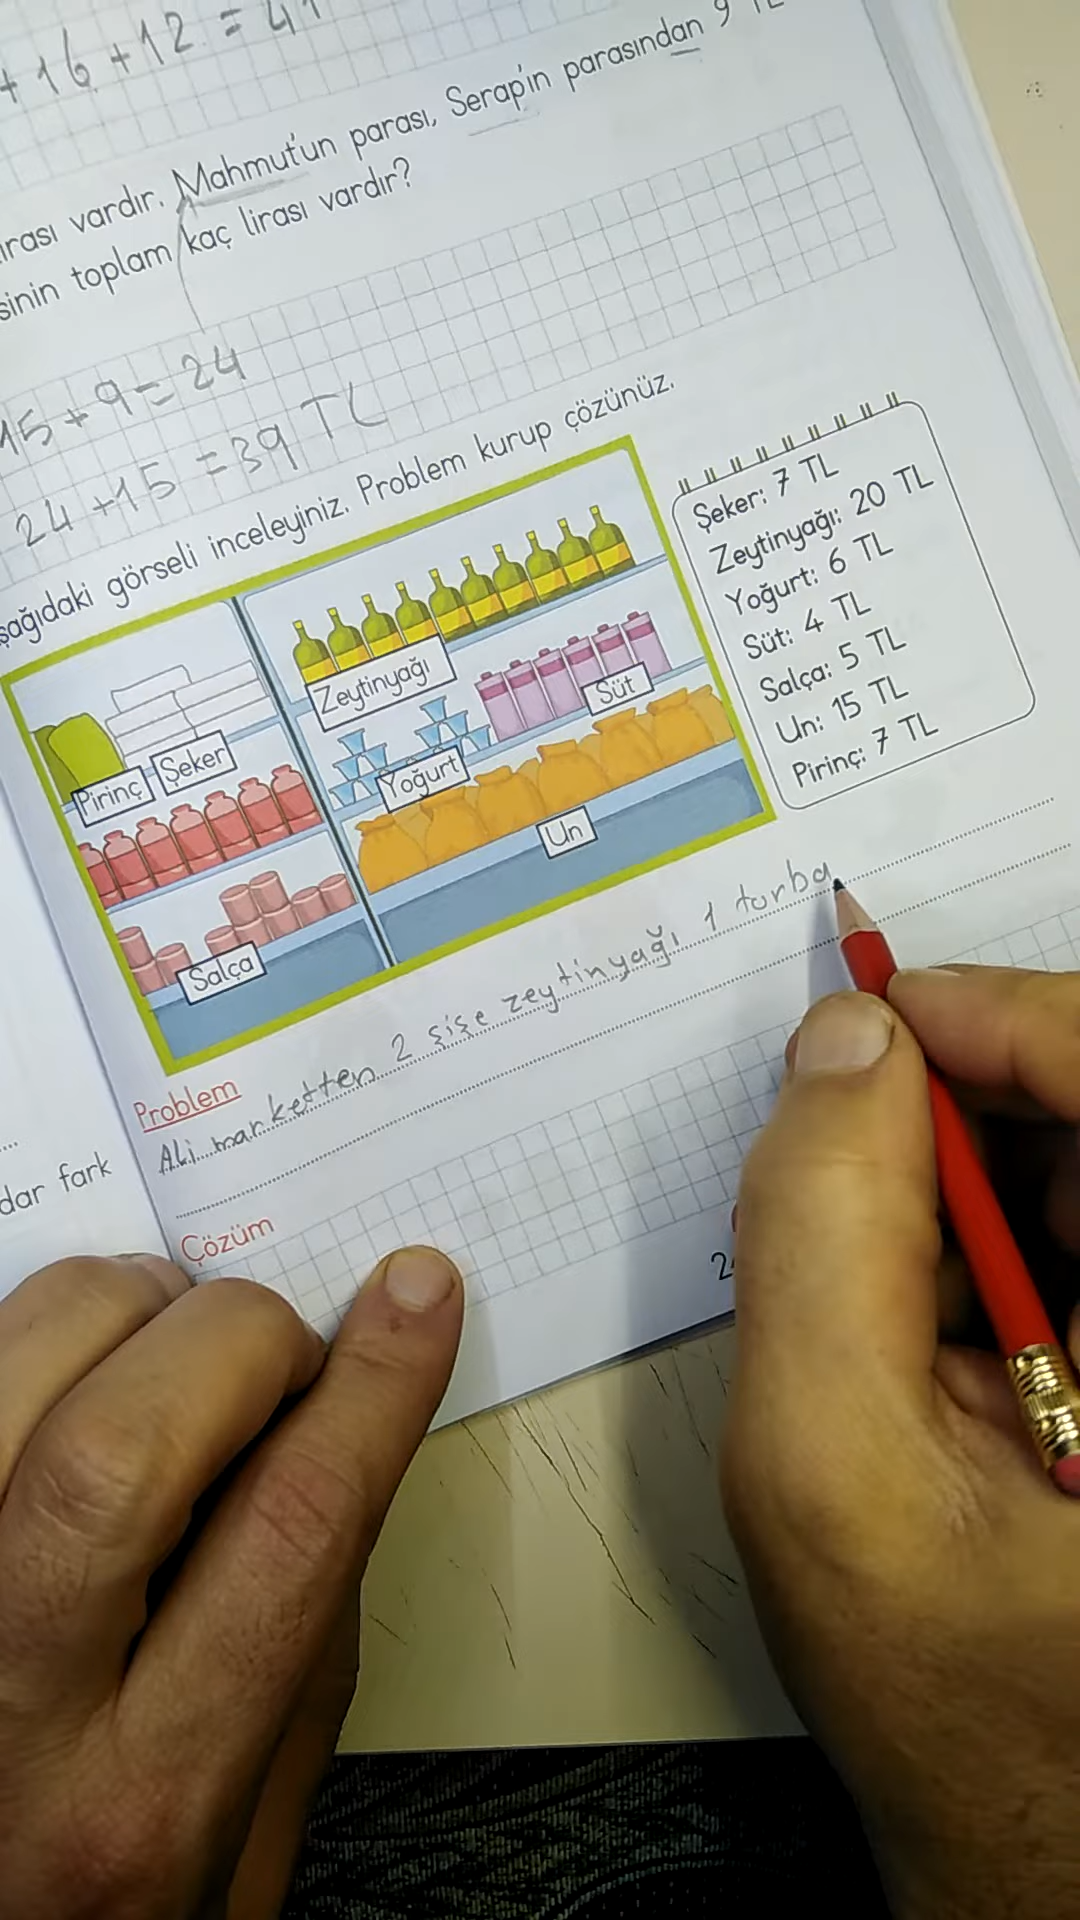 + 16 + 12 = 41
lirası vardır. Mahmut'un parası, Serap'ın parasından 9 TL
sinin toplam kaç lirası vardır?
15 + 9 = 24
24 + 15 = 39 TL
şağıdaki görseli inceleyiniz. Problem kurup çözünüz.
Zeytinyağı
Süt
Pirinç
Şeker
Yoğurt
Un
Salça
Şeker: 7 TL
Zeytinyağı: 20 TL
Yoğurt: 6 TL
Süt: 4 TL
Salça: 5 TL
Un: 15 TL
Pirinç: 7 TL
Problem
Ali marketten 2 şişe zeytinyağı 1 torba
Çözüm
dar fark